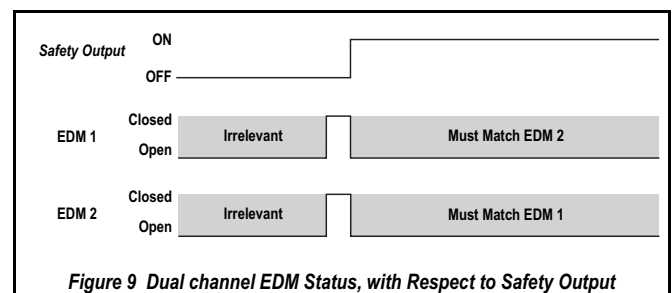 ON
Safety Output
OFF
Closed
EDM 1
Irrelevant
Must Match EDM 2
Open
Closed
EDM 2
Irrelevant
Must Match EDM 1
Open
Figure 9 Dual channel EDM Status, with Respect to Safety Output